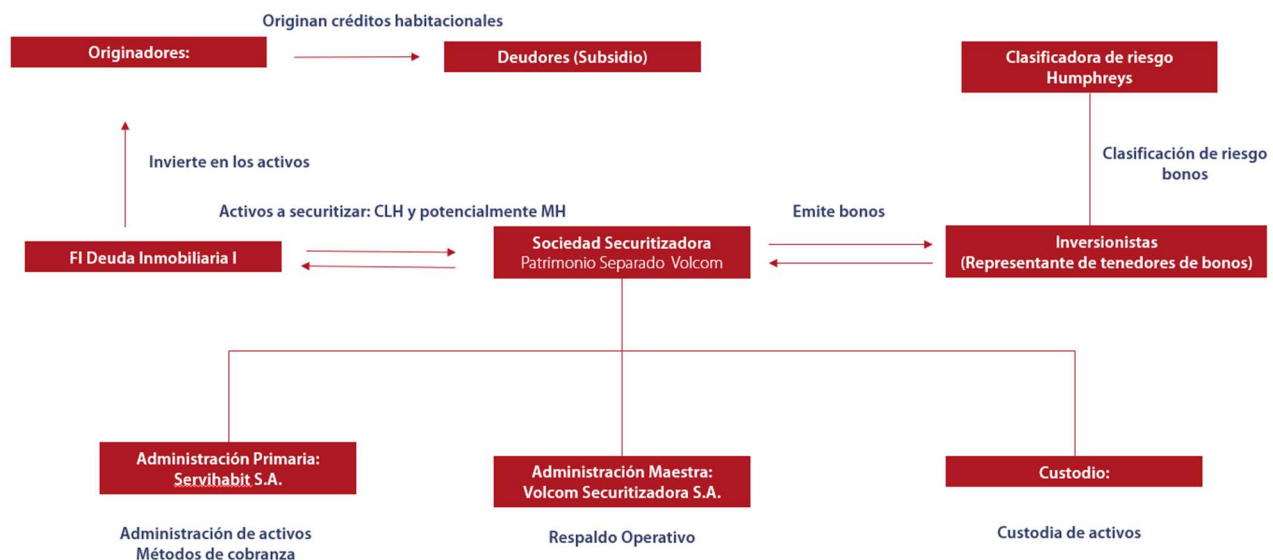 Originan créditos habitacionales
Originadores:
Deudores (Subsidio)
Clasificadora de riesgo
Humphreys
Invierte en los activos
Clasificación de riesgo
bonos
Activos a securitizar: CLH y potencialmente MH
Emite bonos
FI Deuda Inmobiliaria I
Sociedad Securitizadora
Patrimonio Separado Volcom
Inversionistas
(Representante de tenedores de bonos)
Administración Primaria:
Servihabit S.A.
Administración Maestra:
Volcom Securitizadora S.A.
Custodio:
Administración de activos
Métodos de cobranza
Respaldo Operativo
Custodia de activos